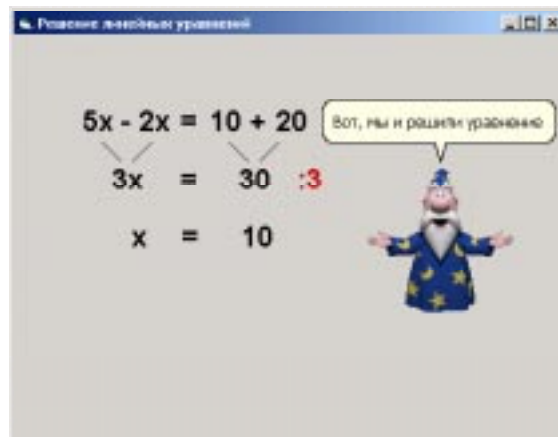 Решение линейных уравнений
5x - 2x = 10 + 20
Вот, мы и решили уравнение
3x = 30 :3
x = 10